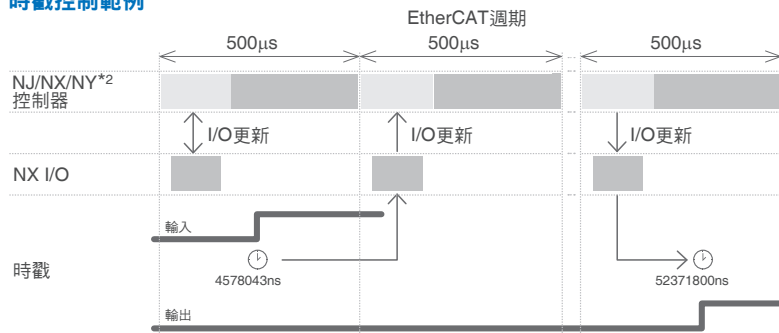 時戳控制範例
EtherCAT週期
500µs 500µs 500µs
NJ/NX/NY*2
控制器
I/O更新 I/O更新 I/O更新
NX I/O
輸入
時戳
4578043ns 52371800ns
輸出